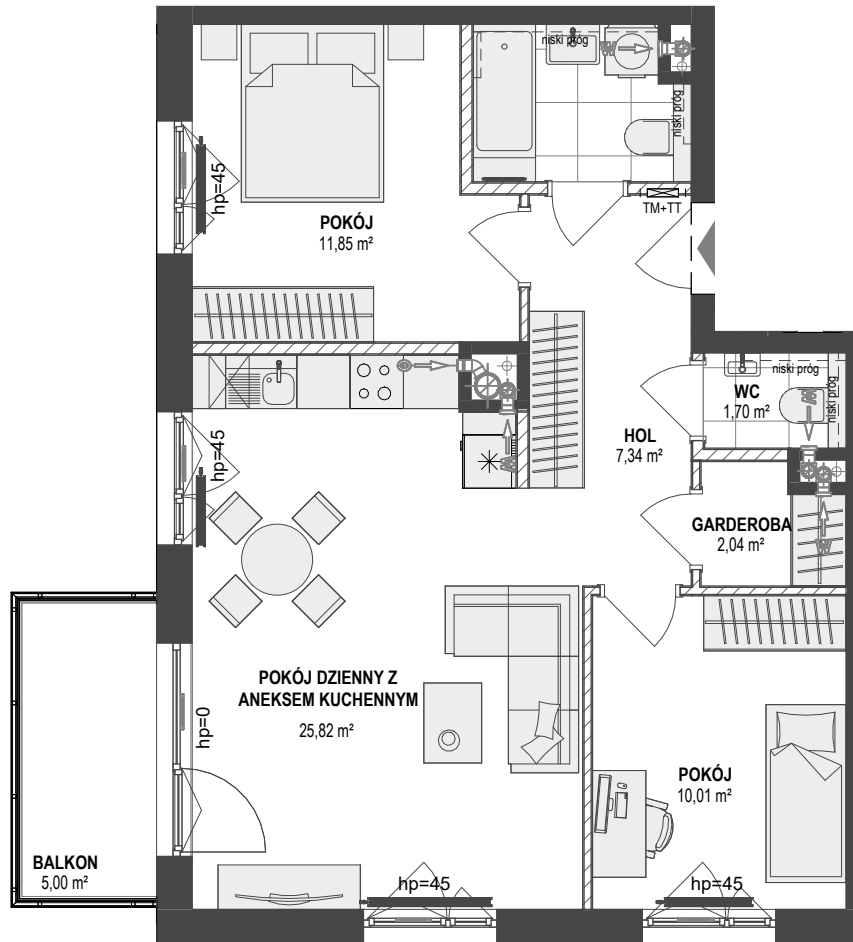 niski próg
W
niski próg
hp=45
TM+TT
POKÓJ
11,85 m²
niski próg
WC
1,70 m²
W
niski próg
hp=45
W
HOL
7,34 m²
GARDEROBA
2,04 m²
W
POKÓJ DZIENNY Z
ANEKSEM KUCHENNYM
25,82 m²
hp=0
POKÓJ
10,01 m²
BALKON
5,00 m²
hp=45
hp=45